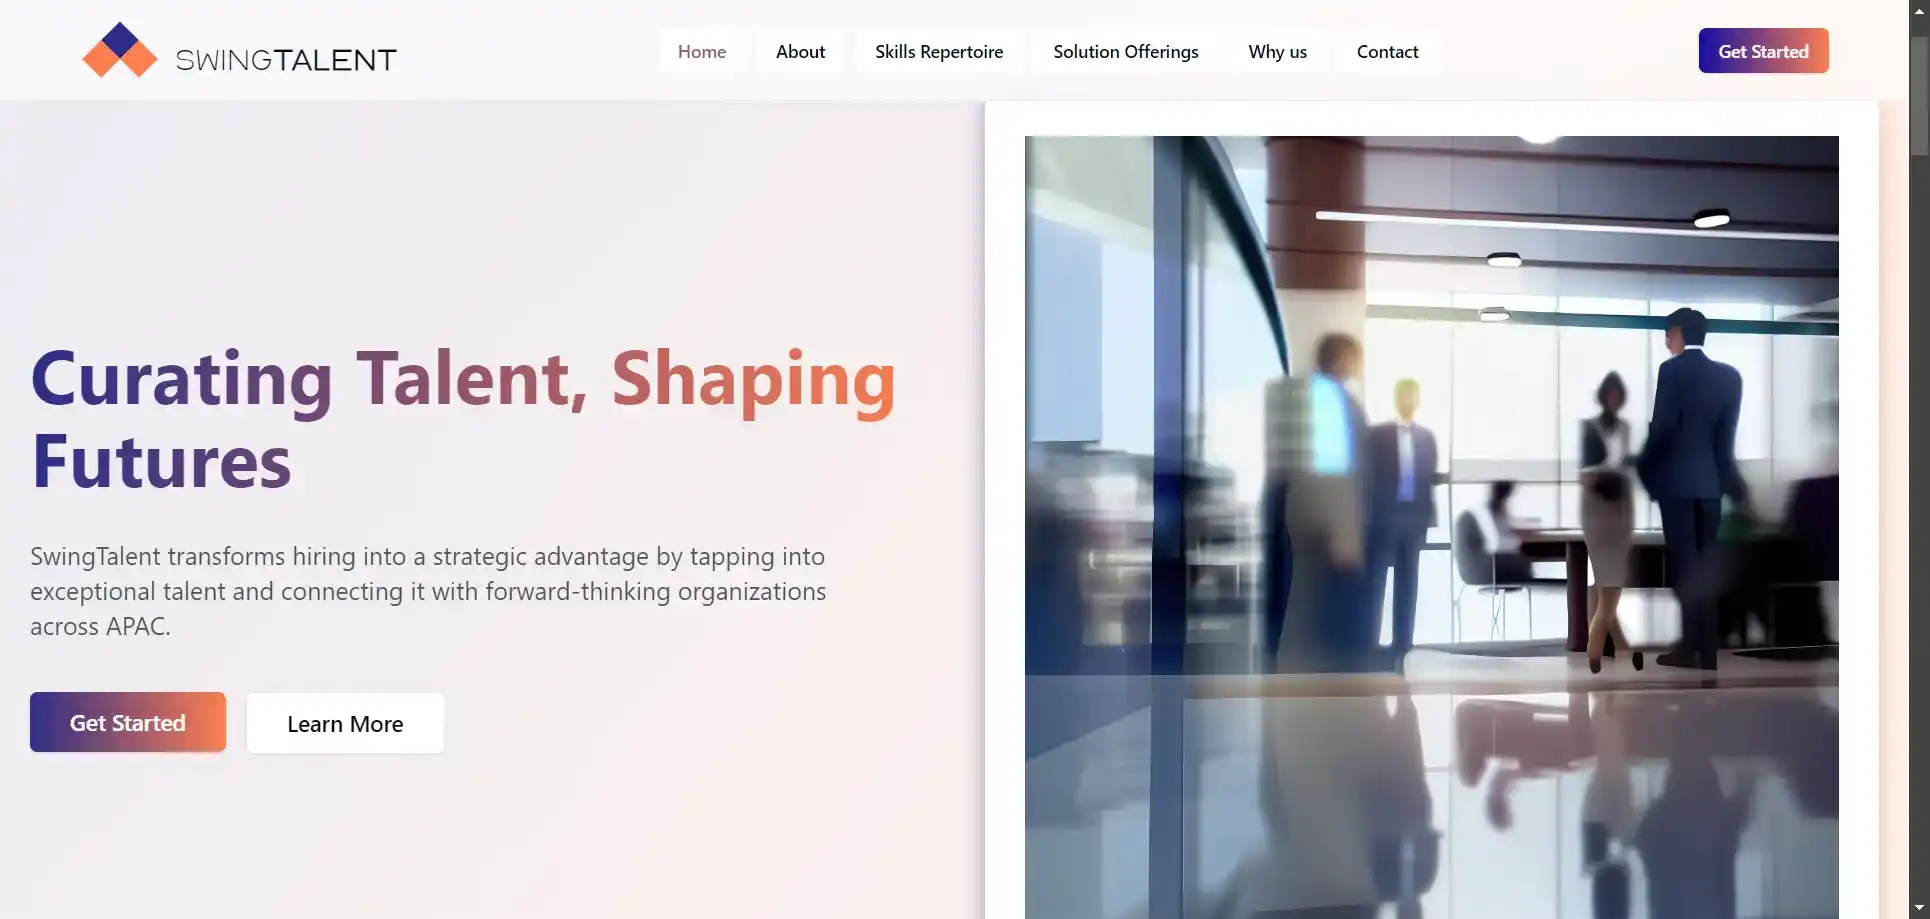 SWINGTALENT
Home
About
Skills Repertoire
Solution Offerings
Why us
Contact
Get Started
Curating Talent, Shaping
Futures
SwingTalent transforms hiring into a strategic advantage by tapping into
exceptional talent and connecting it with forward-thinking organizations
across APAC.
Get Started
Learn More